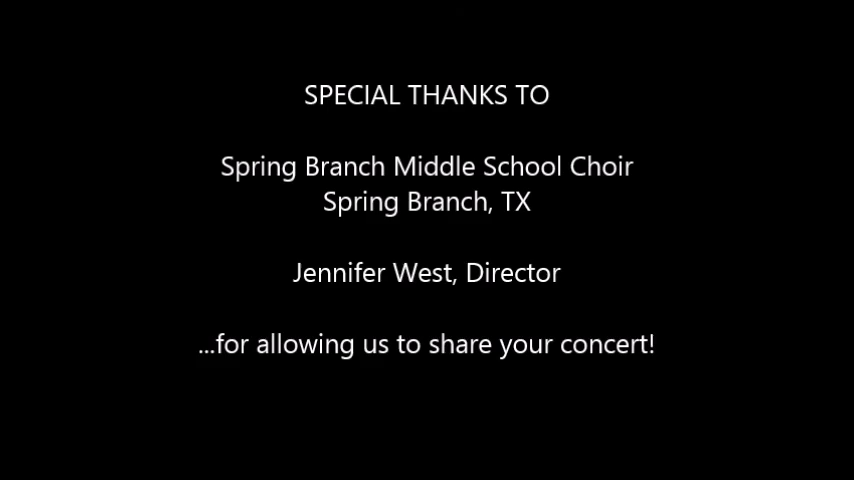 SPECIAL THANKS TO
Spring Branch Middle School Choir
Spring Branch, TX
Jennifer West, Director
...for allowing us to share your concert!